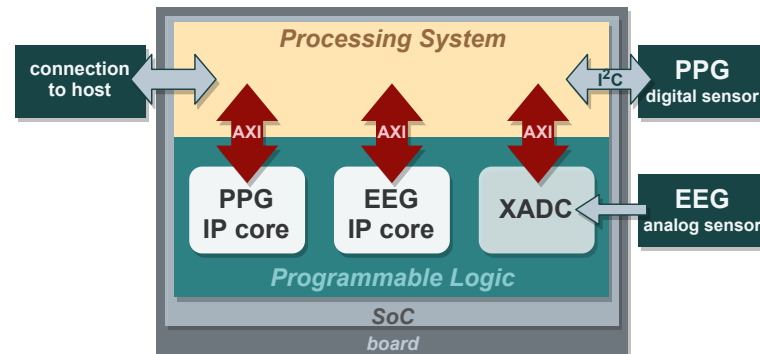 Processing System
connection
to host
I²C
PPG
digital sensor
AXI
AXI
AXI
PPG
IP core
EEG
IP core
XADC
EEG
analog sensor
Programmable Logic
SoC
board